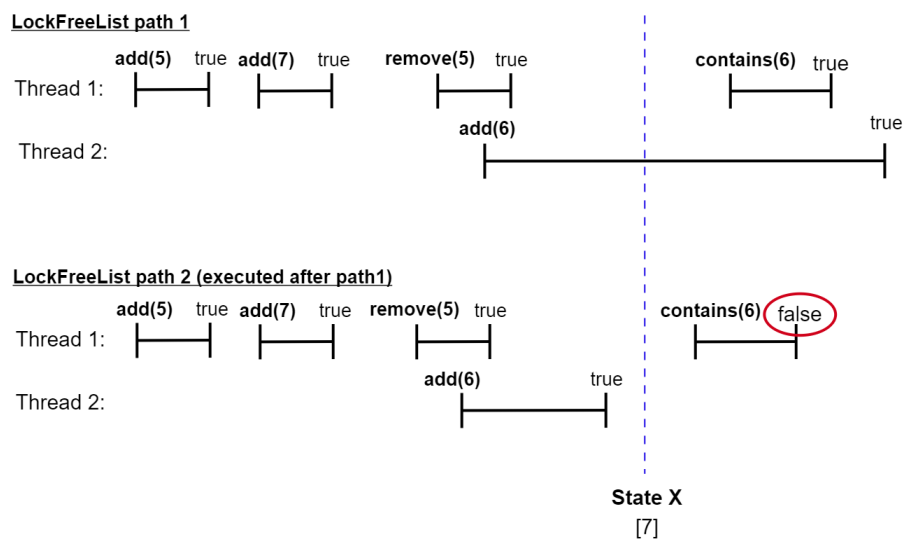 LockFreeList path 1
add(5) true add(7) true remove(5) true contains(6) true
Thread 1:
add(6) true
Thread 2:
LockFreeList path 2 (executed after path1)
add(5) true add(7) true remove(5) true contains(6) false
Thread 1:
add(6) true
Thread 2:
State X
[7]